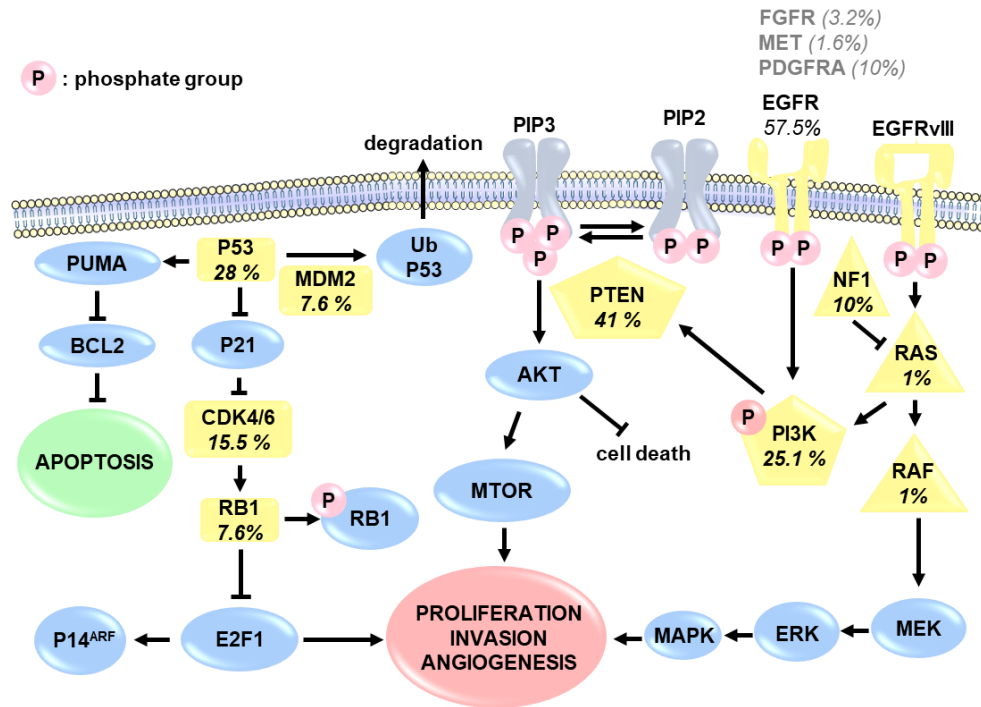 FGFR (3.2%)
MET (1.6%)
PDGFRA (10%)
P : phosphate group
EGFR
57.5%
EGFRvIII
PIP3
PIP2
degradation
P
P
P
P
P
P
P
P
P
Ub
P53
PUMA
P53
28 %
MDM2
7.6 %
NF1
10%
PTEN
41 %
BCL2
P21
RAS
1%
AKT
CDK4/6
15.5 %
P
PI3K
25.1 %
cell death
APOPTOSIS
RAF
1%
MTOR
RB1
7.6%
P
RB1
PROLIFERATION
INVASION
ANGIOGENESIS
P14ARF
E2F1
MAPK
ERK
MEK